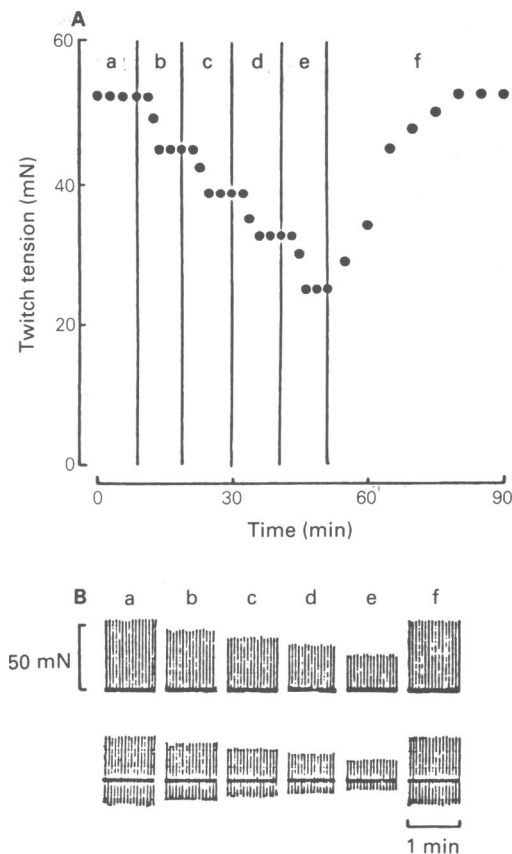 A
60
a b c d e f
40
Twitch tension (mN)
20
0
0 30 60 90
Time (min)
B a b c d e f
50 mN
1 min